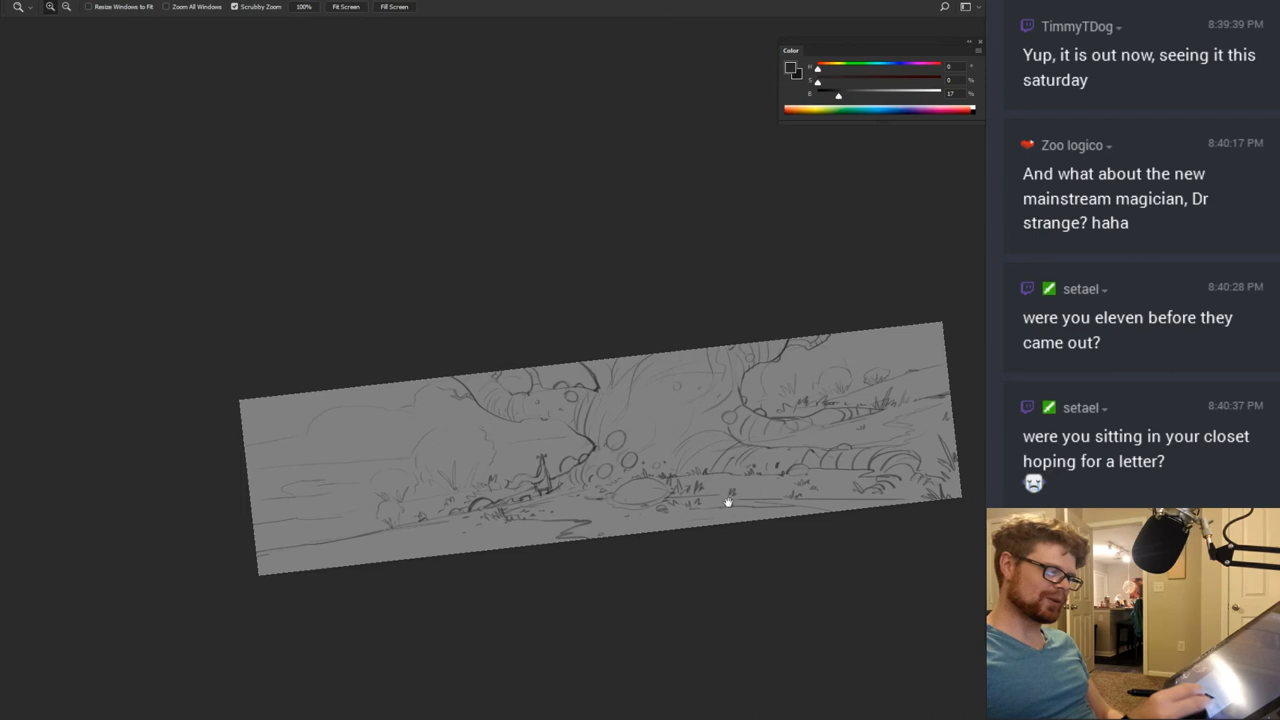 Resize Windows to Fit
Zoom All Windows
Scrubby Zoom
100%
Fit Screen
Fill Screen
Color
H 0 °
S 0 %
B 17 %
TimmyTDog 8:39:39 PM
Yup, it is out now, seeing it this
saturday
Zoo logico 8:40:17 PM
And what about the new
mainstream magician, Dr
strange? haha
setael 8:40:28 PM
were you eleven before they
came out?
setael 8:40:37 PM
were you sitting in your closet
hoping for a letter?